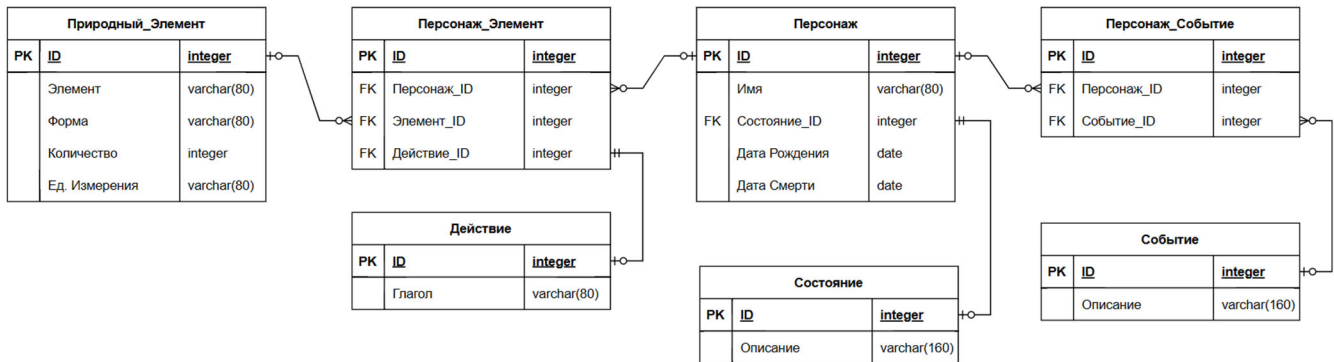 Природный_Элемент
PK ID integer
Элемент varchar(80)
Форма varchar(80)
Количество integer
Ед. Измерения varchar(80)
Персонаж_Элемент
PK ID integer
FK Персонаж_ID integer
FK Элемент_ID integer
FK Действие_ID integer
Действие
PK ID integer
Глагол varchar(80)
Персонаж
PK ID integer
Имя varchar(80)
FK Состояние_ID integer
Дата Рождения date
Дата Смерти date
Состояние
PK ID integer
Описание varchar(160)
Персонаж_Событие
PK ID integer
FK Персонаж_ID integer
FK Событие_ID integer
Событие
PK ID integer
Описание varchar(160)